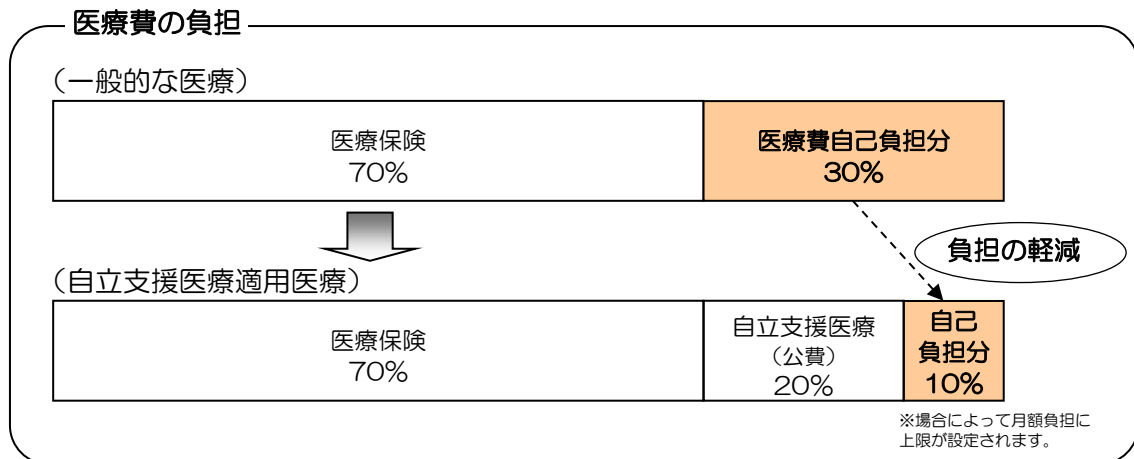 医療費の負担
（一般的な医療）
医療保険
70%
医療費自己負担分
30%
負担の軽減
（自立支援医療適用医療）
医療保険
70%
自立支援医療
（公費）
20%
自己
負担分
10%
※場合によって月額負担に
上限が設定されます。